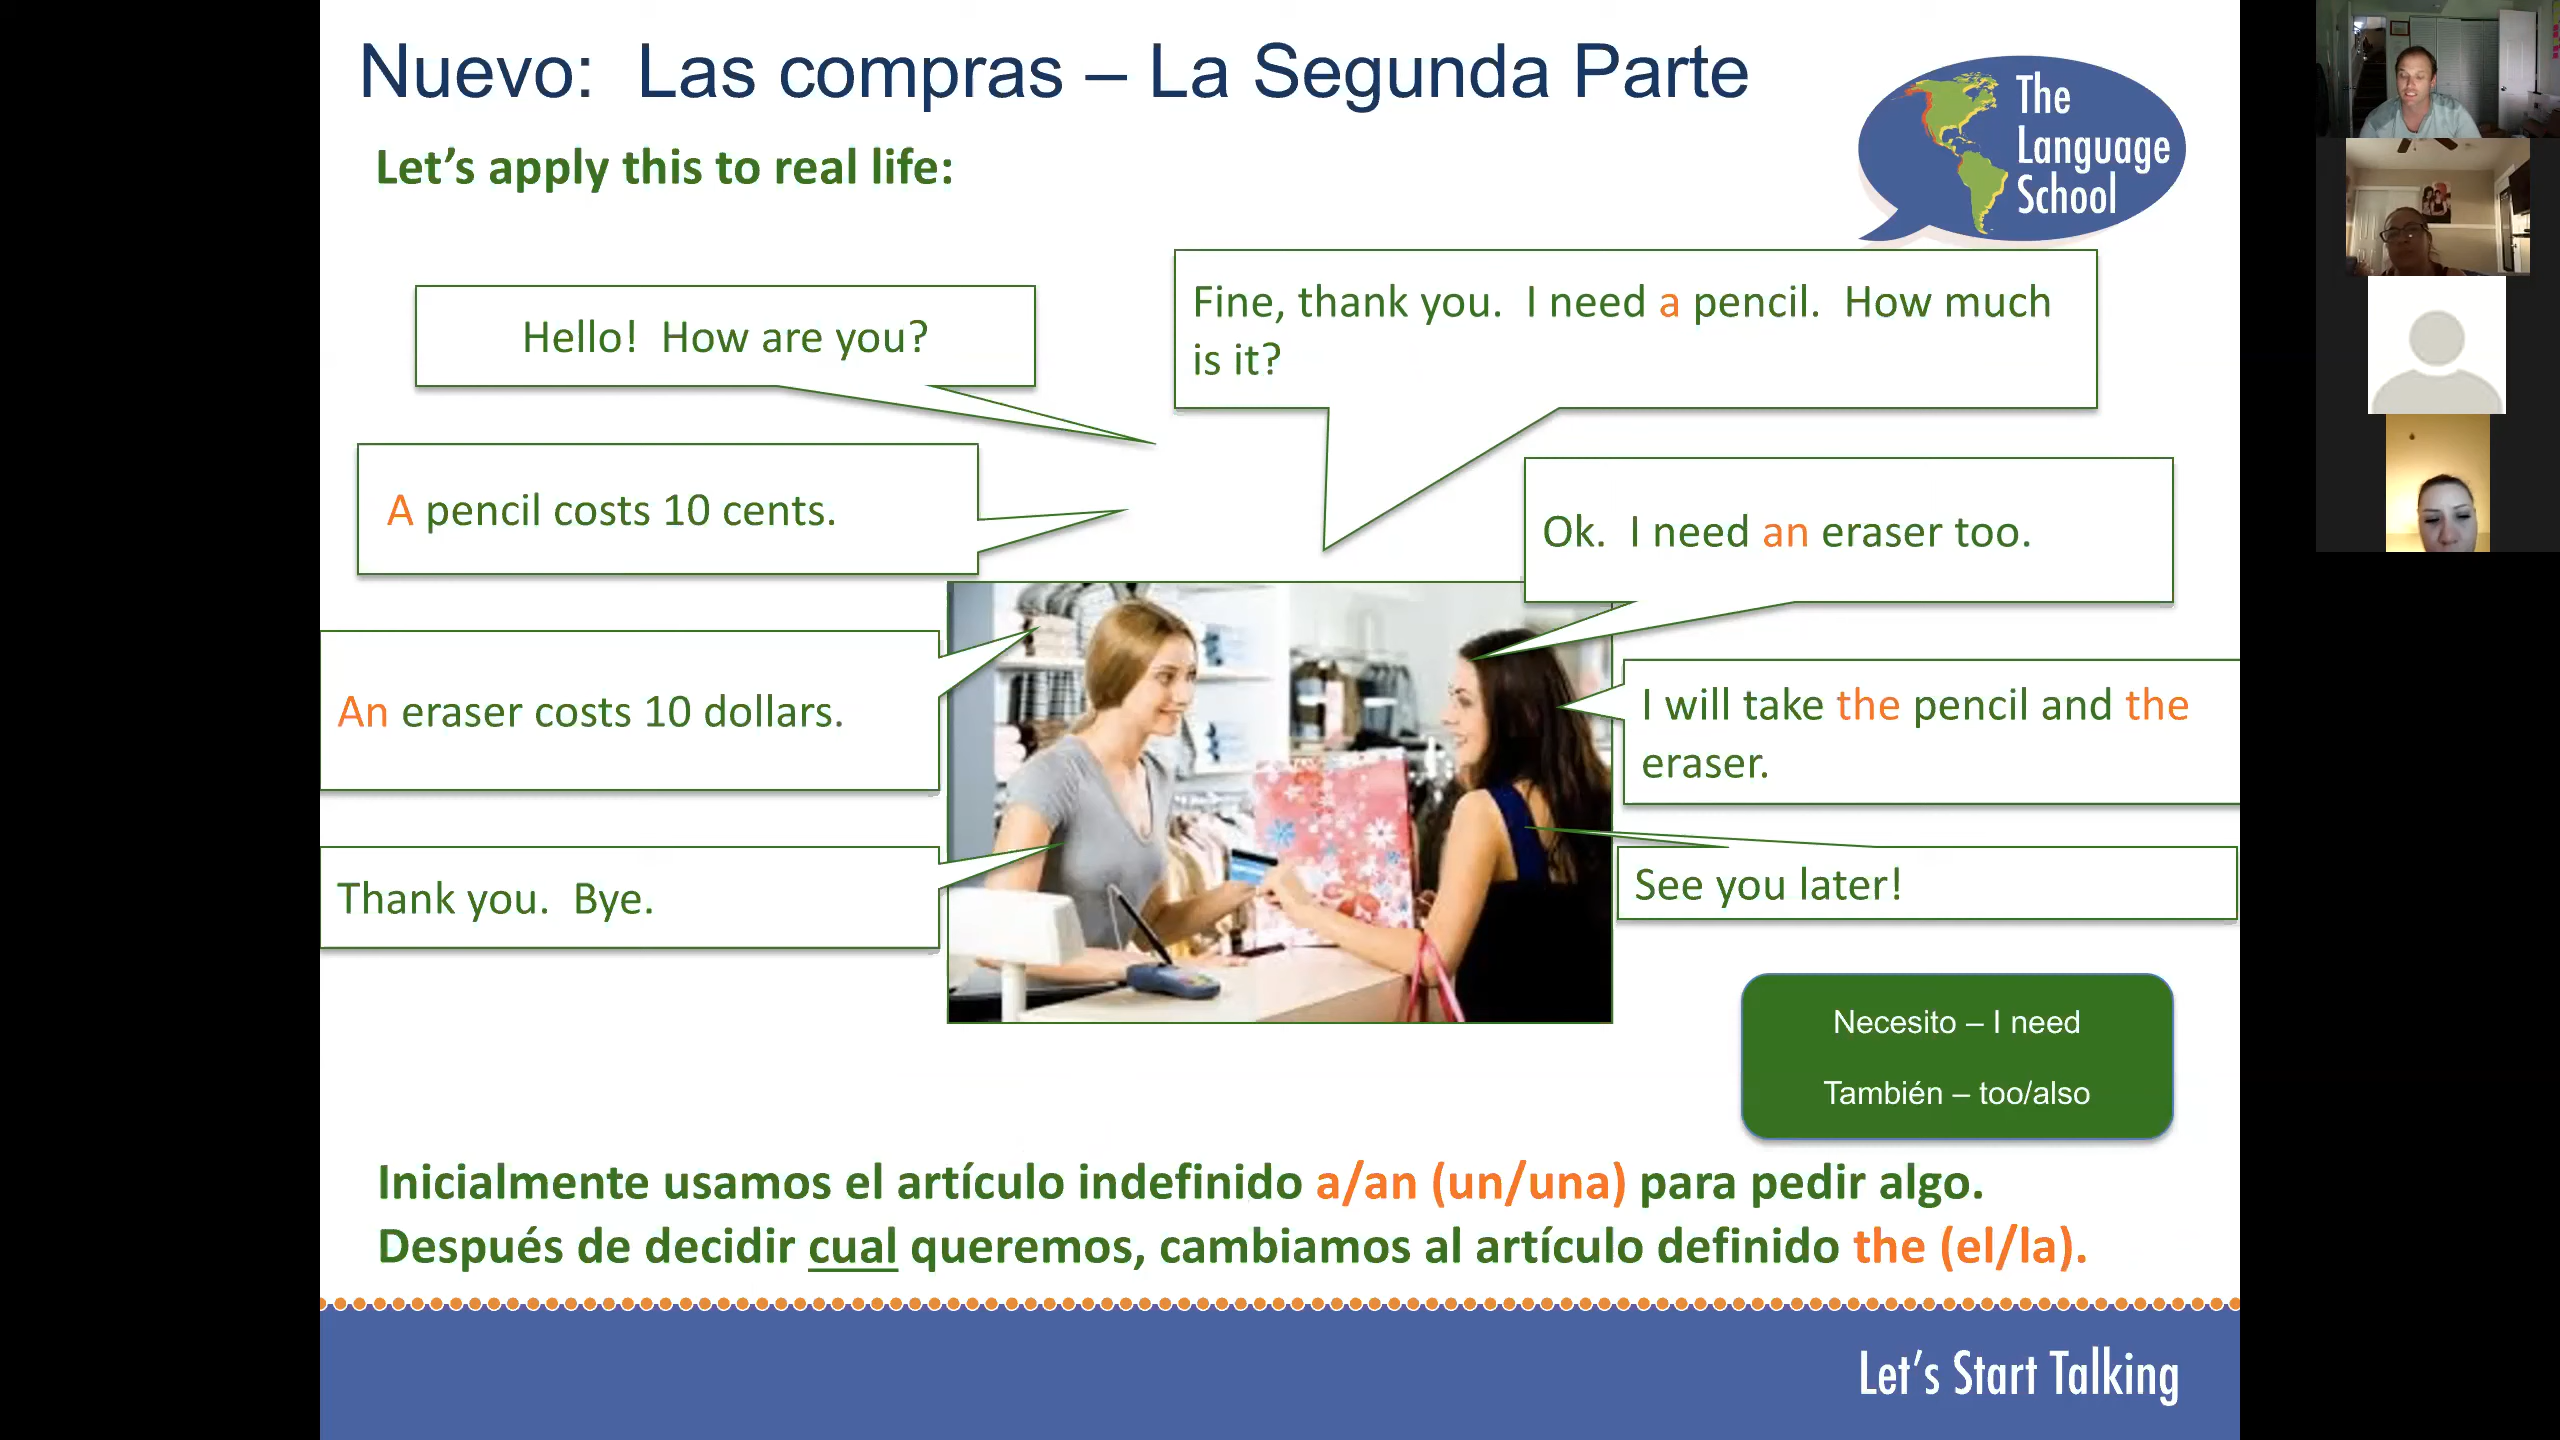 Nuevo:  Las compras – La Segunda Parte
The
Language
School
Let's apply this to real life:
Hello!  How are you?
Fine, thank you.  I need a pencil.  How much
is it?
A pencil costs 10 cents.
Ok.  I need an eraser too.
An eraser costs 10 dollars.
I will take the pencil and the
eraser.
Thank you.  Bye.
See you later!
Necesito – I need
También – too/also
Inicialmente usamos el artículo indefinido a/an (un/una) para pedir algo.
Después de decidir cual queremos, cambiamos al artículo definido the (el/la).
Let's Start Talking